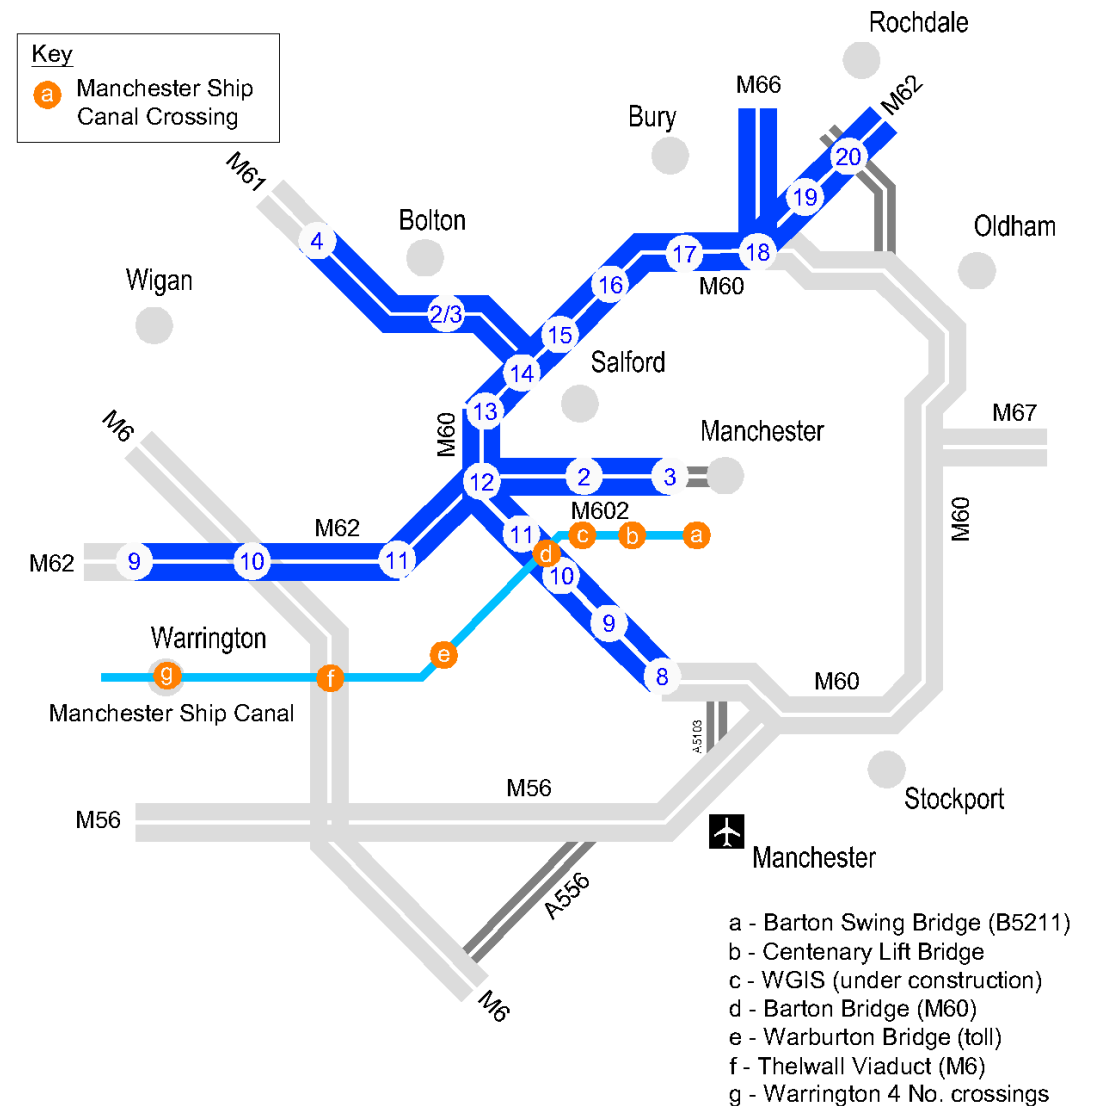 Rochdale
Key
a
Manchester Ship
Canal Crossing
M66
M62
Bury
20
M61
19
Bolton
Oldham
4
17
18
Wigan
16
M60
2/3
15
Salford
14
M6
13
M60
M67
Manchester
12
2
3
M602
M60
M62
11
c
b
a
d
M62
9
10
11
10
9
Warrington
e
g
f
8
M60
Manchester Ship Canal
A5103
M56
Stockport
M56
Manchester
A556
M6
a - Barton Swing Bridge (B5211)
b - Centenary Lift Bridge
c - WGIS (under construction)
d - Barton Bridge (M60)
e - Warburton Bridge (toll)
f - Thelwall Viaduct (M6)
g - Warrington 4 No. crossings